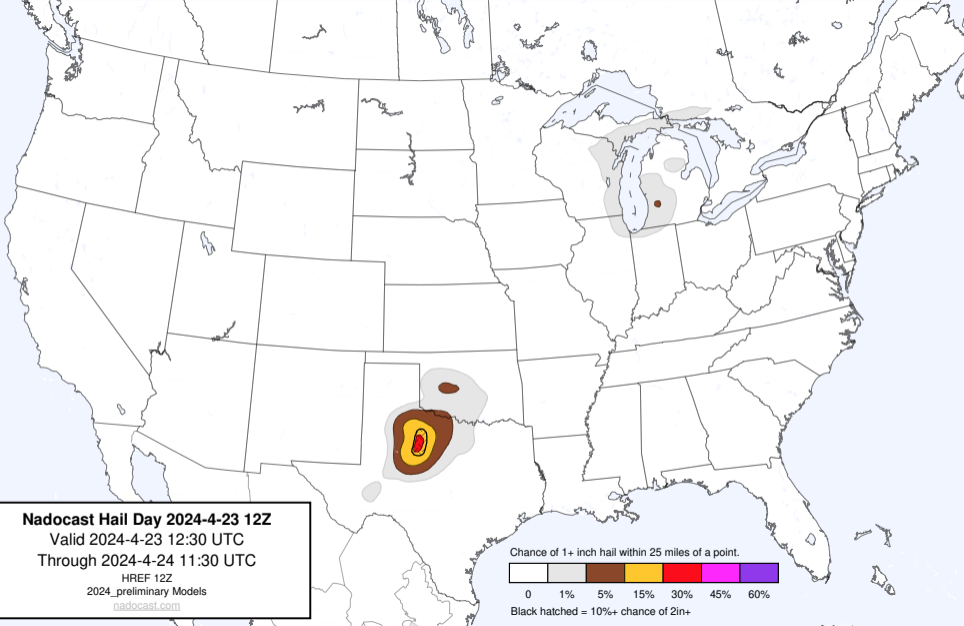 Nadocast Hail Day 2024-4-23 12Z
Valid 2024-4-23 12:30 UTC
Through 2024-4-24 11:30 UTC
HREF 12Z
2024_preliminary Models
nadocast.com
Chance of 1+ inch hail within 25 miles of a point.
0 1% 5% 15% 30% 45% 60%
Black hatched = 10%+ chance of 2in+